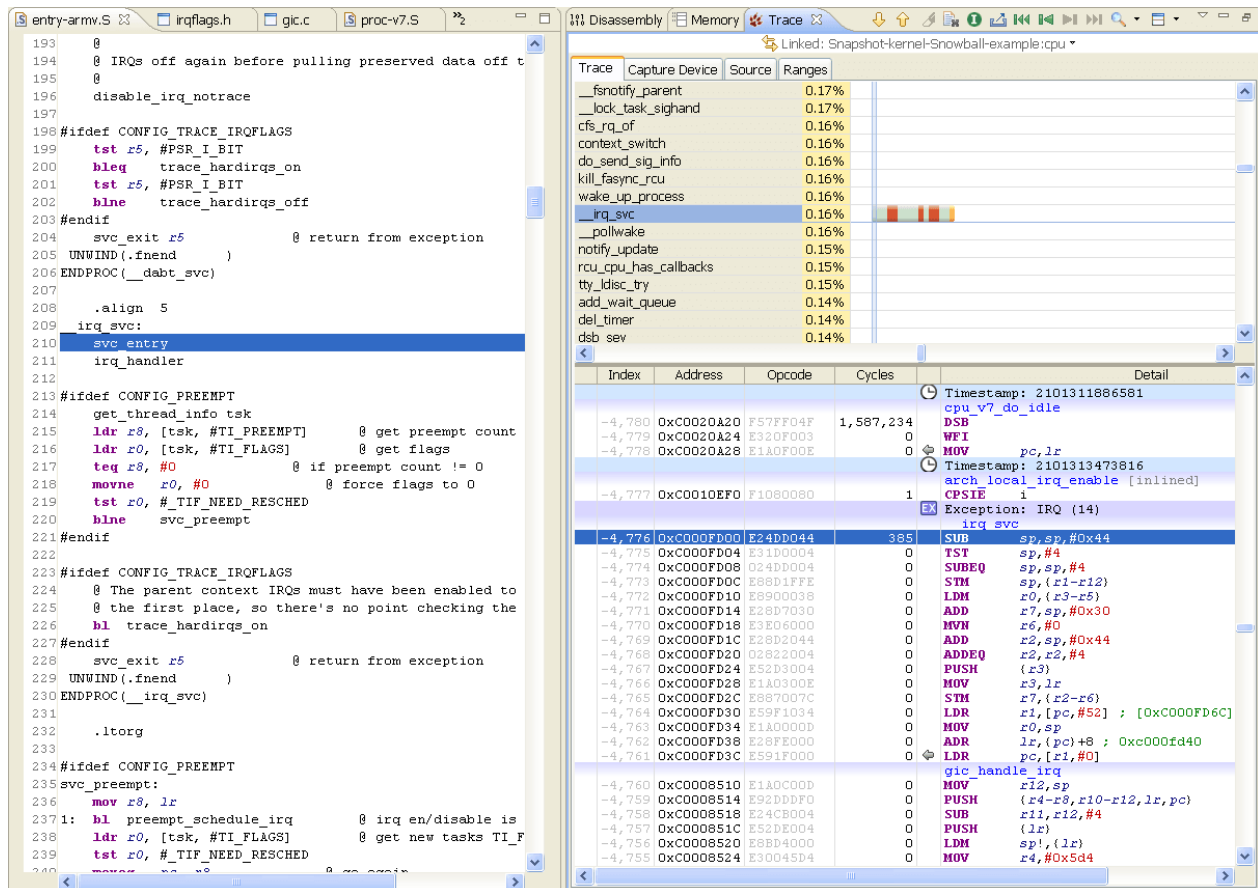 entry-armv.S
irqflags.h
gic.c
proc-v7.S
»2
193 @
194 @ IRQs off again before pulling preserved data off t
195 @
196 disable_irq_notrace
197
198 #ifdef CONFIG_TRACE_IRQFLAGS
199 tst r5, #PSR_I_BIT
200 bleq trace_hardirqs_on
201 tst r5, #PSR_I_BIT
202 blne trace_hardirqs_off
203 #endif
204 svc_exit r5 @ return from exception
205 UNWIND(.fnend )
206 ENDPROC(__dabt_svc)
207
208 .align 5
209 __irq_svc:
210 svc_entry
211 irq_handler
212
213 #ifdef CONFIG_PREEMPT
214 get_thread_info tsk
215 ldr r8, [tsk, #TI_PREEMPT] @ get preempt count
216 ldr r0, [tsk, #TI_FLAGS] @ get flags
217 teq r8, #0 @ if preempt count != 0
218 movne r0, #0 @ force flags to 0
219 tst r0, #_TIF_NEED_RESCHED
220 blne svc_preempt
221 #endif
222
223 #ifdef CONFIG_TRACE_IRQFLAGS
224 @ The parent context IRQs must have been enabled to
225 @ the first place, so there's no point checking the
226 bl trace_hardirqs_on
227 #endif
228 svc_exit r5 @ return from exception
229 UNWIND(.fnend )
230 ENDPROC(__irq_svc)
231
232 .ltorg
233
234 #ifdef CONFIG_PREEMPT
235 svc_preempt:
236 mov r8, lr
237 1: bl preempt_schedule_irq @ irq en/disable is
238 ldr r0, [tsk, #TI_FLAGS] @ get new tasks TI_F
239 tst r0, #_TIF_NEED_RESCHED
240 moveq pc, r8 @ go again
Disassembly
Memory
Trace
Linked: Snapshot-kernel-Snowball-example:cpu
Trace Capture Device Source Ranges
__fsnotify_parent 0.17%
__lock_task_sighand 0.17%
cfs_rq_of 0.16%
context_switch 0.16%
do_send_sig_info 0.16%
kill_fasync_rcu 0.16%
wake_up_process 0.16%
__irq_svc 0.16%
__pollwake 0.16%
notify_update 0.15%
rcu_cpu_has_callbacks 0.15%
tty_ldisc_try 0.15%
add_wait_queue 0.14%
del_timer 0.14%
dsb_sev 0.14%
Index Address Opcode Cycles Detail
Timestamp: 2101311886581
cpu_v7_do_idle
-4,780 0xC0020A20 F57FF04F 1,587,234 DSB
-4,779 0xC0020A24 E320F003 0 WFI
-4,778 0xC0020A28 E1A0F00E 0 MOV pc,lr
Timestamp: 2101313473816
arch_local_irq_enable [inlined]
-4,777 0xC0010EF0 F1080080 1 CPSIE i
EX Exception: IRQ (14)
__irq_svc
-4,776 0xC000FD00 E24DD044 385 SUB sp,sp,#0x44
-4,775 0xC000FD04 E31D0004 0 TST sp,#4
-4,774 0xC000FD08 024DD004 0 SUBEQ sp,sp,#4
-4,773 0xC000FD0C E88D1FFE 0 STM sp,{r1-r12}
-4,772 0xC000FD10 E8900038 0 LDM r0,{r3-r5}
-4,771 0xC000FD14 E28D7030 0 ADD r7,sp,#0x30
-4,770 0xC000FD18 E3E06000 0 MVN r6,#0
-4,769 0xC000FD1C E28D2044 0 ADD r2,sp,#0x44
-4,768 0xC000FD20 02822004 0 ADDEQ r2,r2,#4
-4,767 0xC000FD24 E52D3004 0 PUSH {r3}
-4,766 0xC000FD28 E1A0300E 0 MOV r3,lr
-4,765 0xC000FD2C E887007C 0 STM r7,{r2-r6}
-4,764 0xC000FD30 E59F1034 0 LDR r1,[pc,#52] ; [0xC000FD6C]
-4,763 0xC000FD34 E1A0000D 0 MOV r0,sp
-4,762 0xC000FD38 E28FE000 0 ADR lr,{pc}+8 ; 0xc000fd40
-4,761 0xC000FD3C E591F000 0 LDR pc,[r1,#0]
gic_handle_irq
-4,760 0xC0008510 E1A0C00D 0 MOV r12,sp
-4,759 0xC0008514 E92DDDF0 0 PUSH {r4-r8,r10-r12,lr,pc}
-4,758 0xC0008518 E24CB004 0 SUB r11,r12,#4
-4,757 0xC000851C E52DE004 0 PUSH {lr}
-4,756 0xC0008520 E8BD4000 0 LDM sp!,{lr}
-4,755 0xC0008524 E30045D4 0 MOV r4,#0x5d4